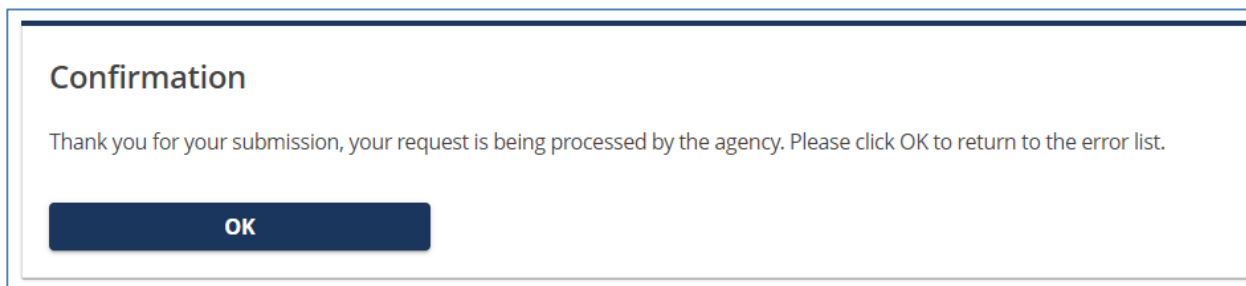 Confirmation
Thank you for your submission, your request is being processed by the agency. Please click OK to return to the error list.
OK